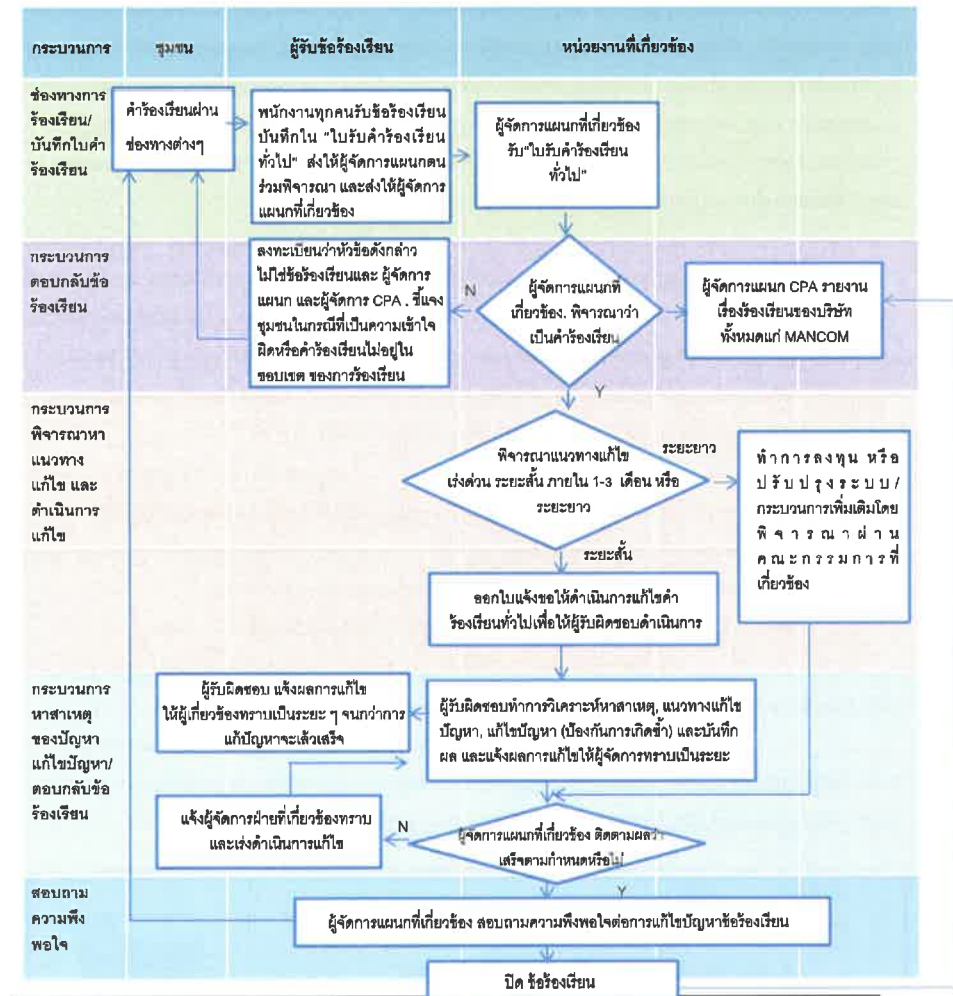 กระบวนการ
ชุมชน
ผู้รับข้อร้องเรียน
หน่วยงานที่เกี่ยวข้อง
ช่องทางการ
ร้องเรียน/
บันทึกใบคำ
ร้องเรียน
คำร้องเรียนผ่าน
ช่องทางต่างๆ
พนักงานทุกคนรับข้อร้องเรียน
บันทึกใน "ใบรับคำร้องเรียน
ทั่วไป" ส่งให้ผู้จัดการแผนกตน
ร่วมพิจารณา และส่งให้ผู้จัดการ
แผนกที่เกี่ยวข้อง
ผู้จัดการแผนกที่เกี่ยวข้อง
รับ"ใบรับคำร้องเรียน
ทั่วไป"
กระบวนการ
ตอบกลับข้อ
ร้องเรียน
ลงทะเบียนว่าหัวข้อดังกล่าว
ไม่ใช่ข้อร้องเรียนและ ผู้จัดการ
แผนก และผู้จัดการ CPA . ชี้แจง
ชุมชนในกรณีที่เป็นความเข้าใจ
ผิดหรือคำร้องเรียนไม่อยู่ใน
ขอบเขต ของการร้องเรียน
N
ผู้จัดการแผนกที่
เกี่ยวข้อง. พิจารณาว่า
เป็นคำร้องเรียน
ผู้จัดการแผนก CPA รายงาน
เรื่องร้องเรียนของบริษัท
ทั้งหมดแก่ MANCOM
Y
กระบวนการ
พิจารณาหา
แนวทาง
แก้ไข และ
ดำเนินการ
แก้ไข
พิจารณาแนวทางแก้ไข
เร่งด่วน ระยะสั้น ภายใน 1-3 เดือน หรือ
ระยะยาว
ระยะยาว
ทำการลงทุน หรือ
ปรับปรุงระบบ/
กระบวนการเพิ่มเติมโดย
พิจารณาผ่าน
คณะกรรมการที่
เกี่ยวข้อง
ระยะสั้น
ออกใบแจ้งขอให้ดำเนินการแก้ไขคำ
ร้องเรียนทั่วไปเพื่อให้ผู้รับผิดชอบดำเนินการ
กระบวนการ
หาสาเหตุ
ของปัญหา
แก้ไขปัญหา/
ตอบกลับข้อ
ร้องเรียน
ผู้รับผิดชอบ แจ้งผลการแก้ไข
ให้ผู้เกี่ยวข้องทราบเป็นระยะ ๆ จนกว่าการ
แก้ปัญหาจะแล้วเสร็จ
ผู้รับผิดชอบทำการวิเคราะห์หาสาเหตุ, แนวทางแก้ไข
ปัญหา, แก้ไขปัญหา (ป้องกันการเกิดซ้ำ) และบันทึก
ผล และแจ้งผลการแก้ไขให้ผู้จัดการทราบเป็นระยะ
แจ้งผู้จัดการฝ่ายที่เกี่ยวข้องทราบ
และเร่งดำเนินการแก้ไข
N
ผู้จัดการแผนกที่เกี่ยวข้อง ติดตามผลว่า
เสร็จตามกำหนดหรือไม่
Y
สอบถาม
ความพึง
พอใจ
ผู้จัดการแผนกที่เกี่ยวข้อง สอบถามความพึงพอใจต่อการแก้ไขปัญหาข้อร้องเรียน
ปิด ข้อร้องเรียน